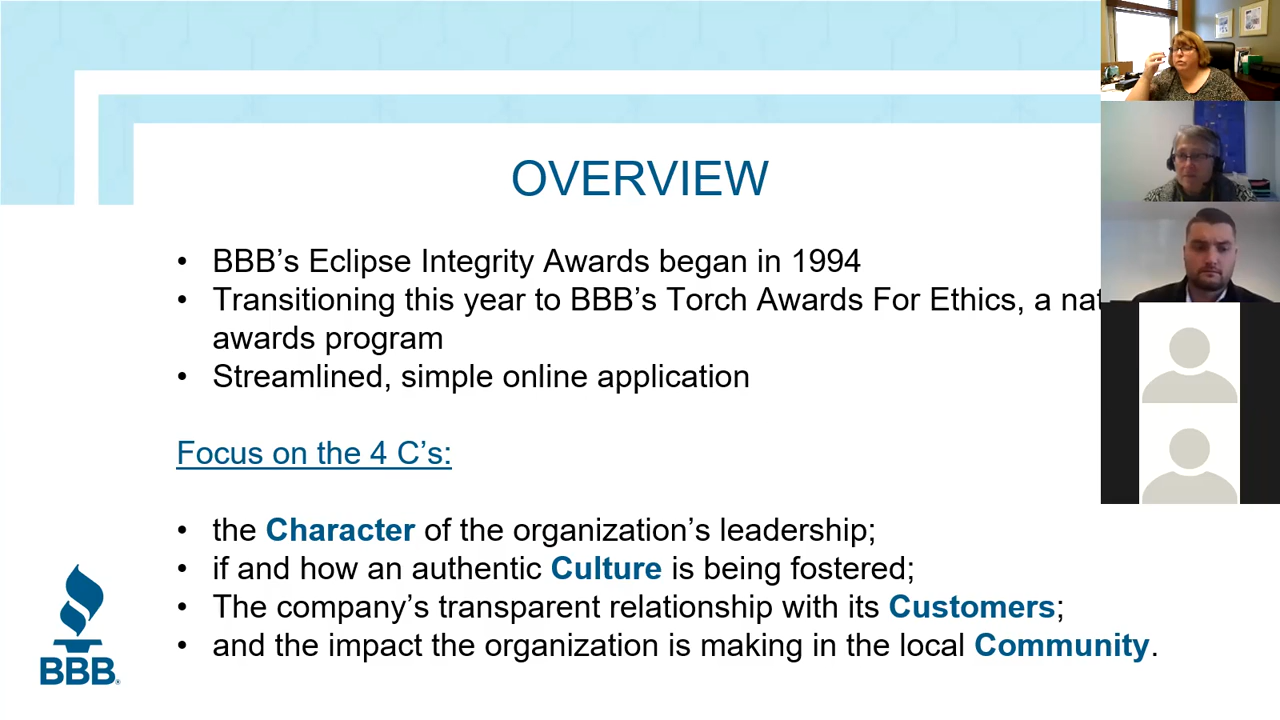 OVERVIEW
• BBB’s Eclipse Integrity Awards began in 1994
• Transitioning this year to BBB’s Torch Awards For Ethics, a nat
awards program
• Streamlined, simple online application
Focus on the 4 C’s:
• the Character of the organization’s leadership;
• if and how an authentic Culture is being fostered;
• The company’s transparent relationship with its Customers;
• and the impact the organization is making in the local Community.
BBB®